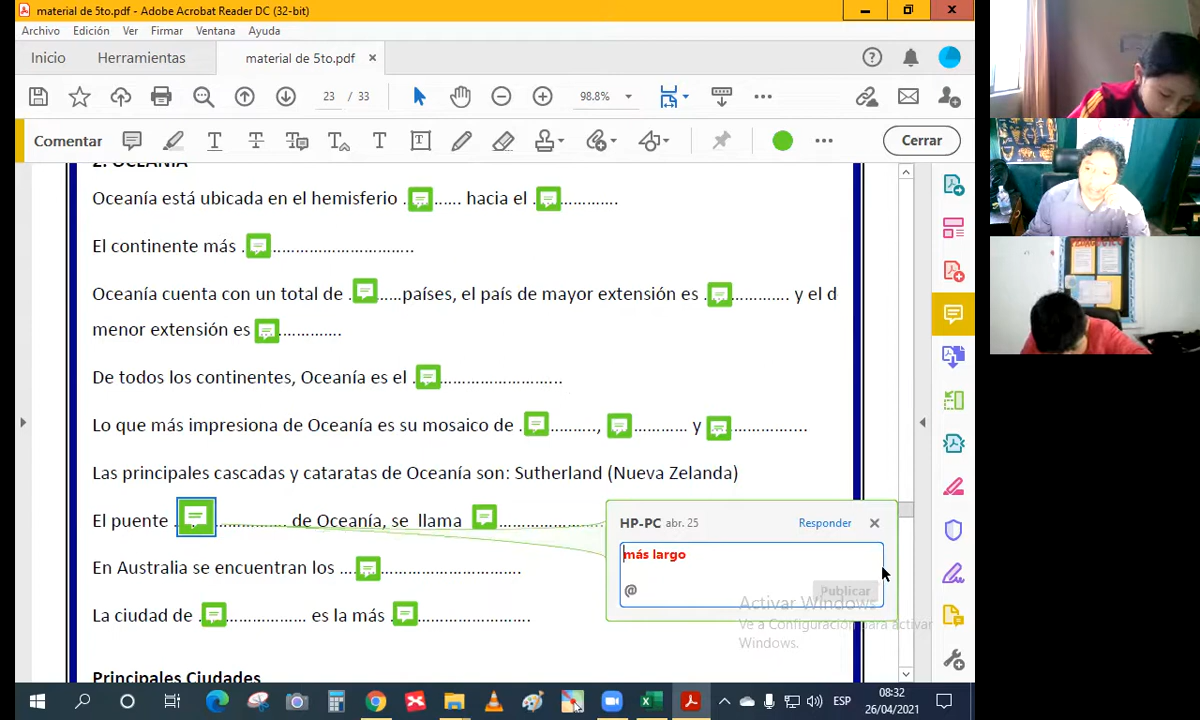 material de 5to.pdf - Adobe Acrobat Reader DC (32-bit)
Archivo Edición Ver Firmar Ventana Ayuda
Inicio Herramientas material de 5to.pdf
23 / 33 98.8%
Comentar Cerrar
2. OCEANÍA
Oceanía está ubicada en el hemisferio ....... hacia el .............
El continente más ...............................
Oceanía cuenta con un total de ......países, el país de mayor extensión es ............. y el d
menor extensión es ..............
De todos los continentes, Oceanía es el ...........................
Lo que más impresiona de Oceanía es su mosaico de ..........., ............ y ................
Las principales cascadas y cataratas de Oceanía son: Sutherland (Nueva Zelanda)
El puente ................. de Oceanía, se llama .......................
En Australia se encuentran los ...............................
La ciudad de ................... es la más ............................
Principales Ciudades
HP-PC abr. 25 Responder
más largo
@ Publicar
Activar Windows
Ve a Configuración para activar
Windows.
ESP
08:32
26/04/2021